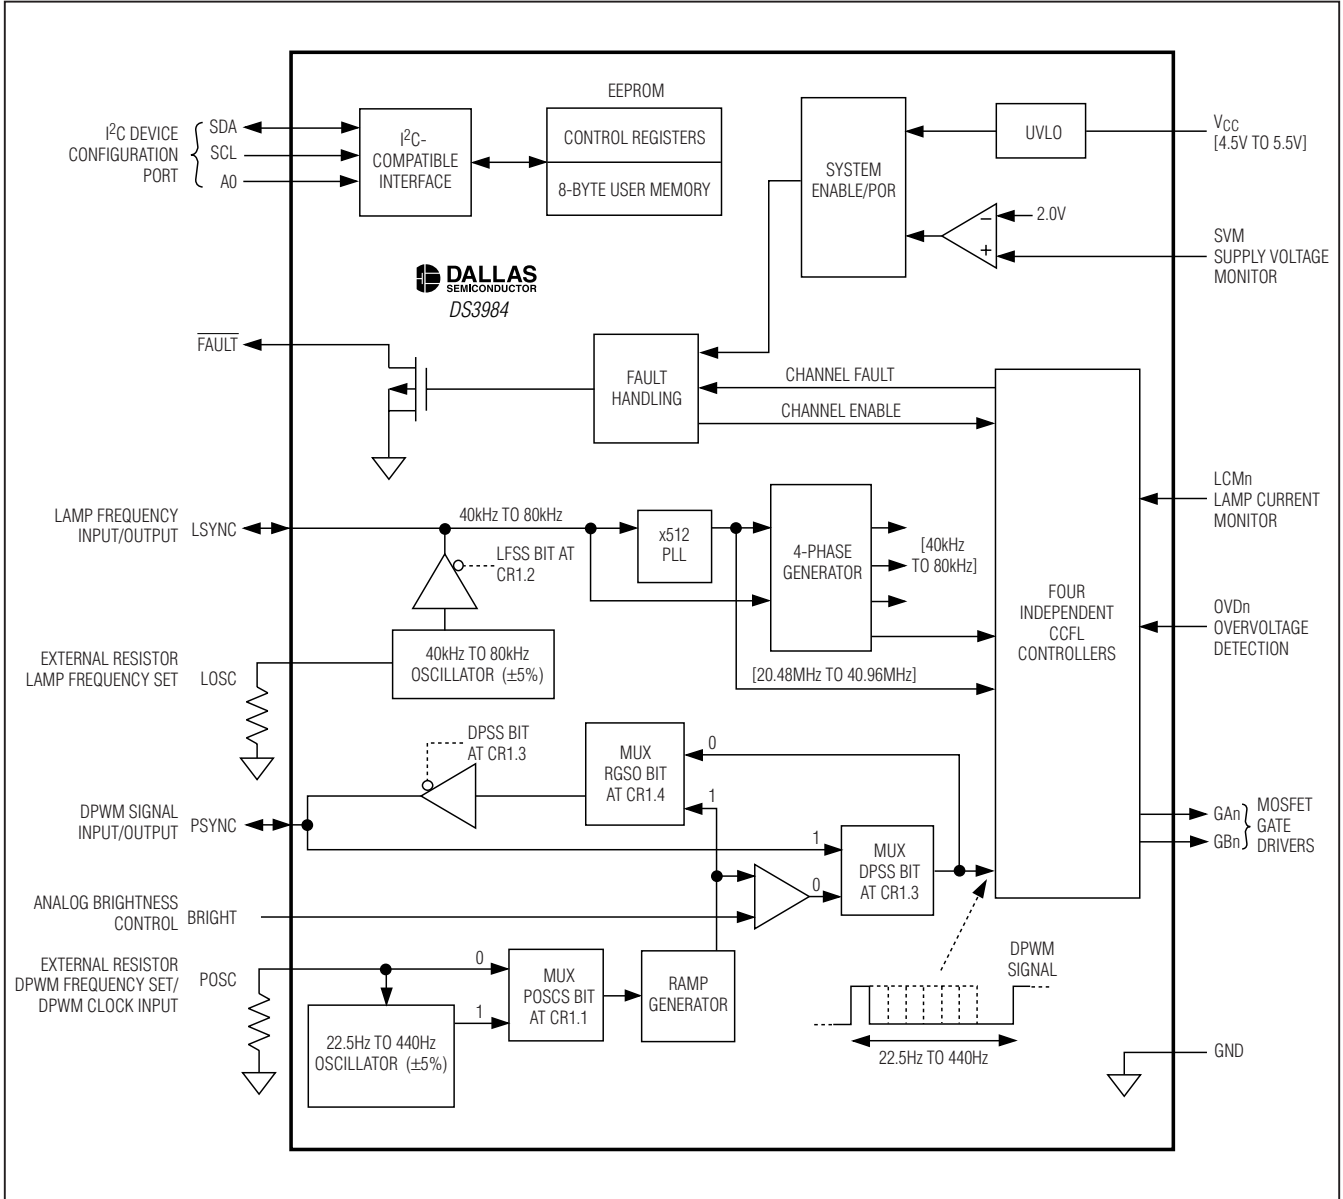 EEPROM
I²C DEVICE
CONFIGURATION
PORT
SDA
SCL
A0
I²C-
COMPATIBLE
INTERFACE
CONTROL REGISTERS
8-BYTE USER MEMORY
SYSTEM
ENABLE/POR
UVLO
VCC
[4.5V TO 5.5V]
2.0V
−
+
SVM
SUPPLY VOLTAGE
MONITOR
DALLAS
SEMICONDUCTOR
DS3984
FAULT
FAULT
HANDLING
CHANNEL FAULT
CHANNEL ENABLE
LCMn
LAMP CURRENT
MONITOR
LAMP FREQUENCY
INPUT/OUTPUT
LSYNC
40kHz TO 80kHz
x512
PLL
4-PHASE
GENERATOR
[40kHz
TO 80kHz]
LFSS BIT AT
CR1.2
FOUR
INDEPENDENT
CCFL
CONTROLLERS
OVDn
OVERVOLTAGE
DETECTION
EXTERNAL RESISTOR
LAMP FREQUENCY SET
LOSC
40kHz TO 80kHz
OSCILLATOR (±5%)
[20.48MHz TO 40.96MHz]
DPSS BIT
AT CR1.3
MUX
RGSO BIT
AT CR1.4
0
1
DPWM SIGNAL
INPUT/OUTPUT
PSYNC
1
0
MUX
DPSS BIT
AT CR1.3
GAn
GBn
MOSFET
GATE
DRIVERS
ANALOG BRIGHTNESS
CONTROL
BRIGHT
EXTERNAL RESISTOR
DPWM FREQUENCY SET/
DPWM CLOCK INPUT
POSC
0
1
MUX
POSCS BIT
AT CR1.1
RAMP
GENERATOR
DPWM
SIGNAL
22.5Hz TO 440Hz
OSCILLATOR (±5%)
22.5Hz TO 440Hz
GND